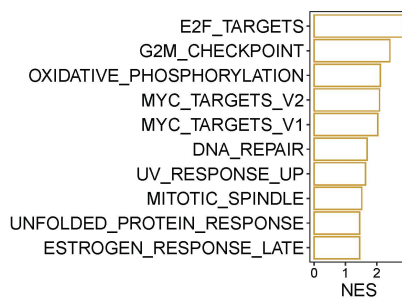 E2F_TARGETS
G2M_CHECKPOINT
OXIDATIVE_PHOSPHORYLATION
MYC_TARGETS_V2
MYC_TARGETS_V1
DNA_REPAIR
UV_RESPONSE_UP
MITOTIC_SPINDLE
UNFOLDED_PROTEIN_RESPONSE
ESTROGEN_RESPONSE_LATE
0 1 2
NES